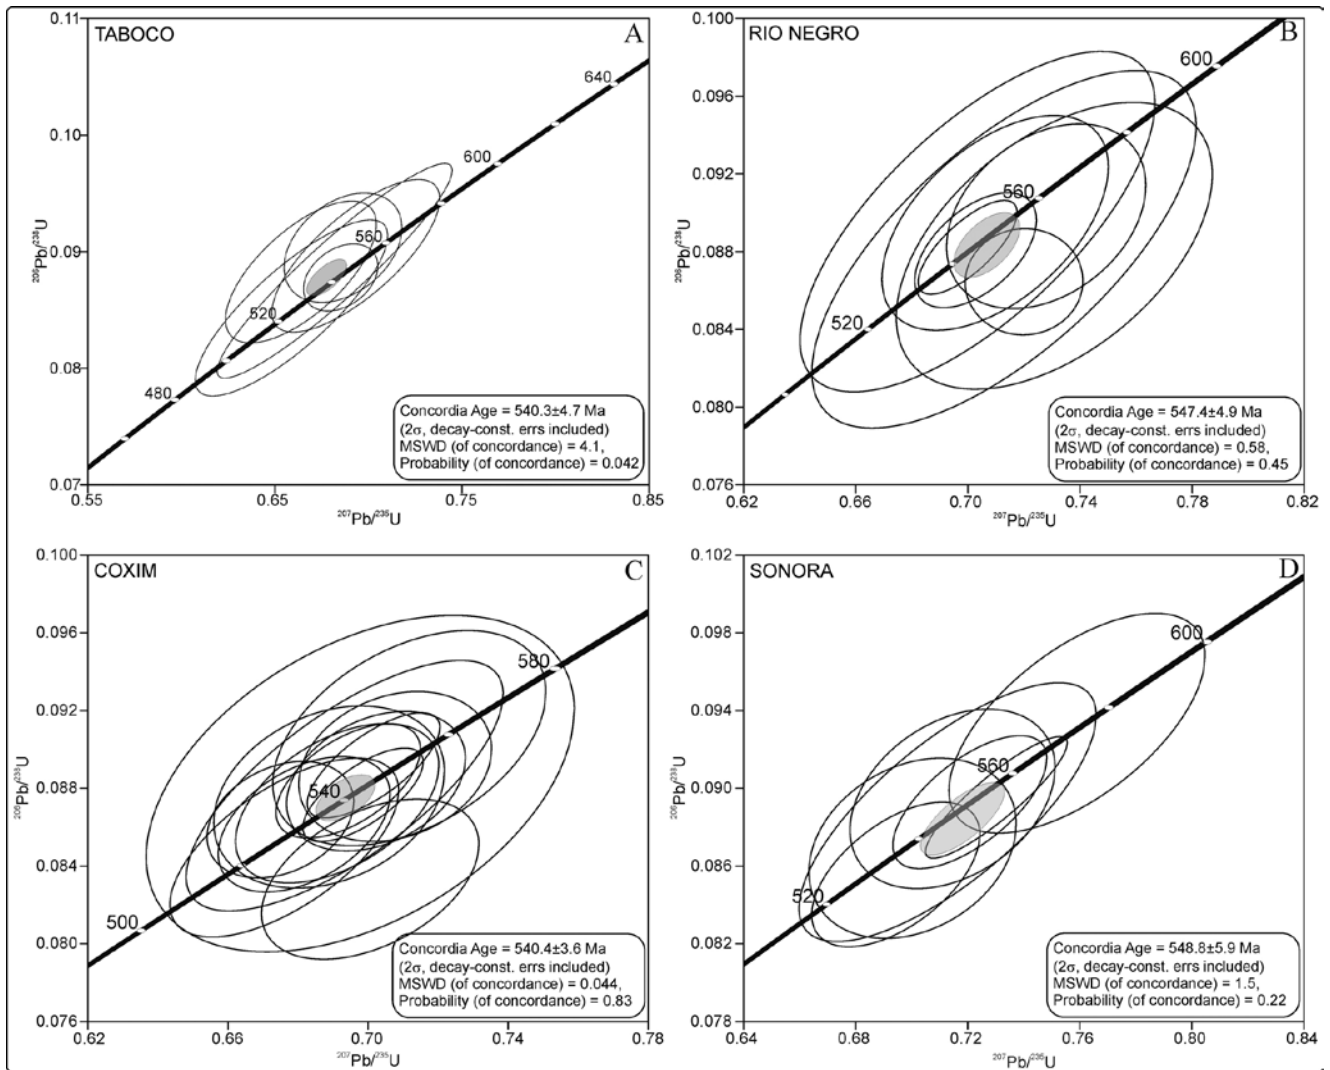 TABOCO
A
0.11
0.10
0.09
0.08
0.07
²⁰⁶Pb/²³⁸U
640
600
560
520
480
Concordia Age = 540.3±4.7 Ma
(2σ, decay-const. errs included)
MSWD (of concordance) = 4.1,
Probability (of concordance) = 0.042
0.55
0.65
0.75
0.85
²⁰⁷Pb/²³⁵U
RIO NEGRO
B
0.100
0.096
0.092
0.088
0.084
0.080
0.076
²⁰⁶Pb/²³⁸U
600
560
520
Concordia Age = 547.4±4.9 Ma
(2σ, decay-const. errs included)
MSWD (of concordance) = 0.58,
Probability (of concordance) = 0.45
0.62
0.66
0.70
0.74
0.78
0.82
²⁰⁷Pb/²³⁵U
COXIM
C
0.100
0.096
0.092
0.088
0.084
0.080
0.076
²⁰⁶Pb/²³⁸U
580
540
500
Concordia Age = 540.4±3.6 Ma
(2σ, decay-const. errs included)
MSWD (of concordance) = 0.044,
Probability (of concordance) = 0.83
0.62
0.66
0.70
0.74
0.78
²⁰⁷Pb/²³⁵U
SONORA
D
0.102
0.098
0.094
0.090
0.086
0.082
0.078
²⁰⁶Pb/²³⁸U
600
560
520
Concordia Age = 548.8±5.9 Ma
(2σ, decay-const. errs included)
MSWD (of concordance) = 1.5,
Probability (of concordance) = 0.22
0.64
0.68
0.72
0.76
0.80
0.84
²⁰⁷Pb/²³⁵U